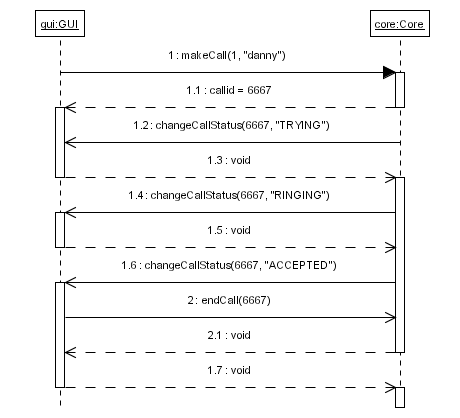 gui:GUI
core:Core
1 : makeCall(1, "danny")
1.1 : callid = 6667
1.2 : changeCallStatus(6667, "TRYING")
1.3 : void
1.4 : changeCallStatus(6667, "RINGING")
1.5 : void
1.6 : changeCallStatus(6667, "ACCEPTED")
2 : endCall(6667)
2.1 : void
1.7 : void